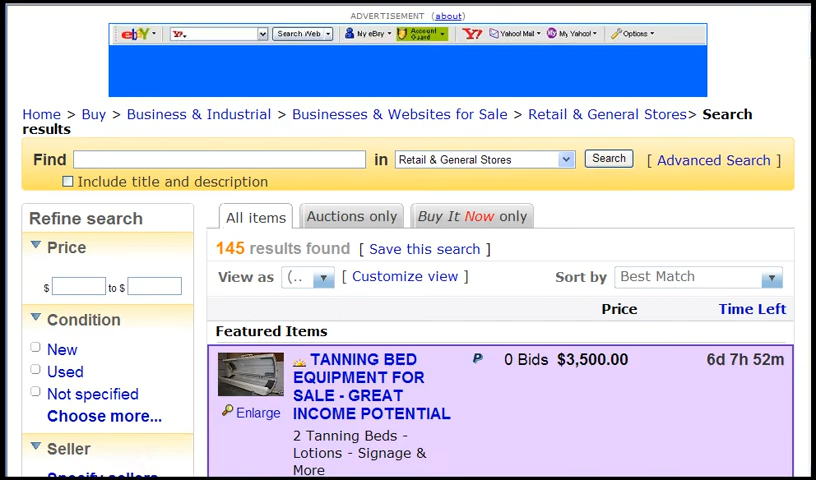 ADVERTISEMENT (about)
ebY Y! Search Web My eBay Account Guard Y! Yahoo! Mail My Yahoo! Options
Home > Buy > Business & Industrial > Businesses & Websites for Sale > Retail & General Stores> Search
results
Find in Retail & General Stores Search [ Advanced Search ]
Include title and description
Refine search
Price
$ to $
Condition
New
Used
Not specified
Choose more...
Seller
Specify sellers
All items Auctions only Buy It Now only
145 results found [ Save this search ]
View as (.. [ Customize view ] Sort by Best Match
Price Time Left
Featured Items
TANNING BED
EQUIPMENT FOR
SALE - GREAT
INCOME POTENTIAL
P 0 Bids $3,500.00 6d 7h 52m
Enlarge
2 Tanning Beds -
Lotions - Signage &
More